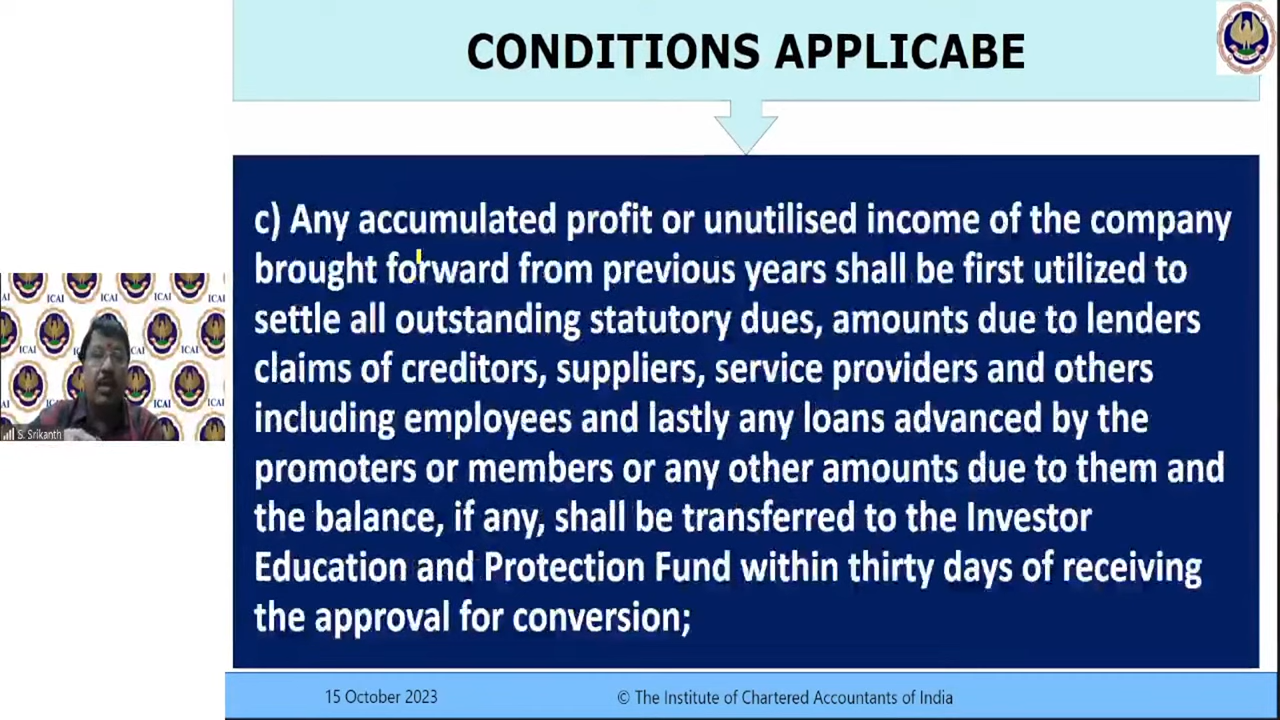 CONDITIONS APPLICABE
c) Any accumulated profit or unutilised income of the company
brought forward from previous years shall be first utilized to
settle all outstanding statutory dues, amounts due to lenders
claims of creditors, suppliers, service providers and others
including employees and lastly any loans advanced by the
promoters or members or any other amounts due to them and
the balance, if any, shall be transferred to the Investor
Education and Protection Fund within thirty days of receiving
the approval for conversion;
ICAI
ICAI
ICAI
ICAI
S. Srikanth
15 October 2023
© The Institute of Chartered Accountants of India